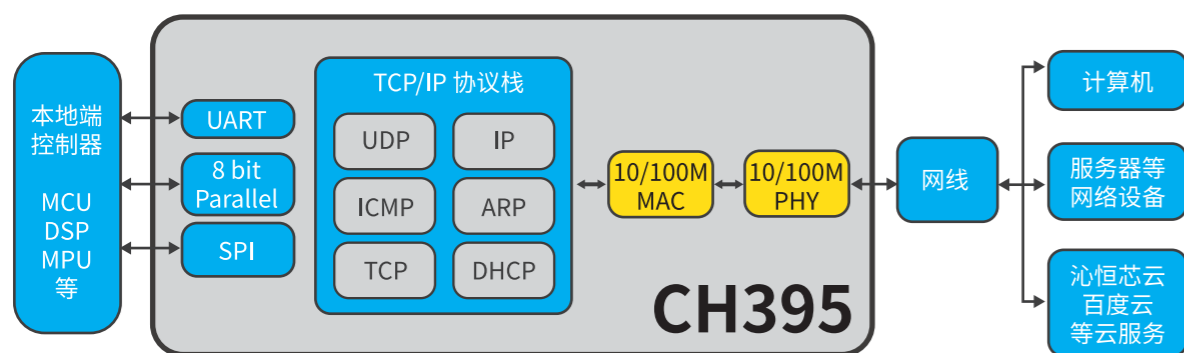 本地端
控制器
MCU
DSP
MPU
等
UART
8 bit
Parallel
SPI
TCP/IP 协议栈
UDP
IP
ICMP
ARP
TCP
DHCP
10/100M
MAC
10/100M
PHY
CH395
网线
计算机
服务器等
网络设备
沁恒芯云
百度云
等云服务